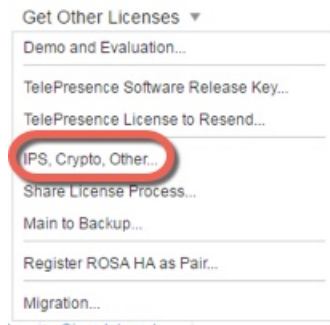 Get Other Licenses ▼
Demo and Evaluation...
TelePresence Software Release Key...
TelePresence License to Resend...
IPS, Crypto, Other...
Share License Process...
Main to Backup...
Register ROSA HA as Pair...
Migration...